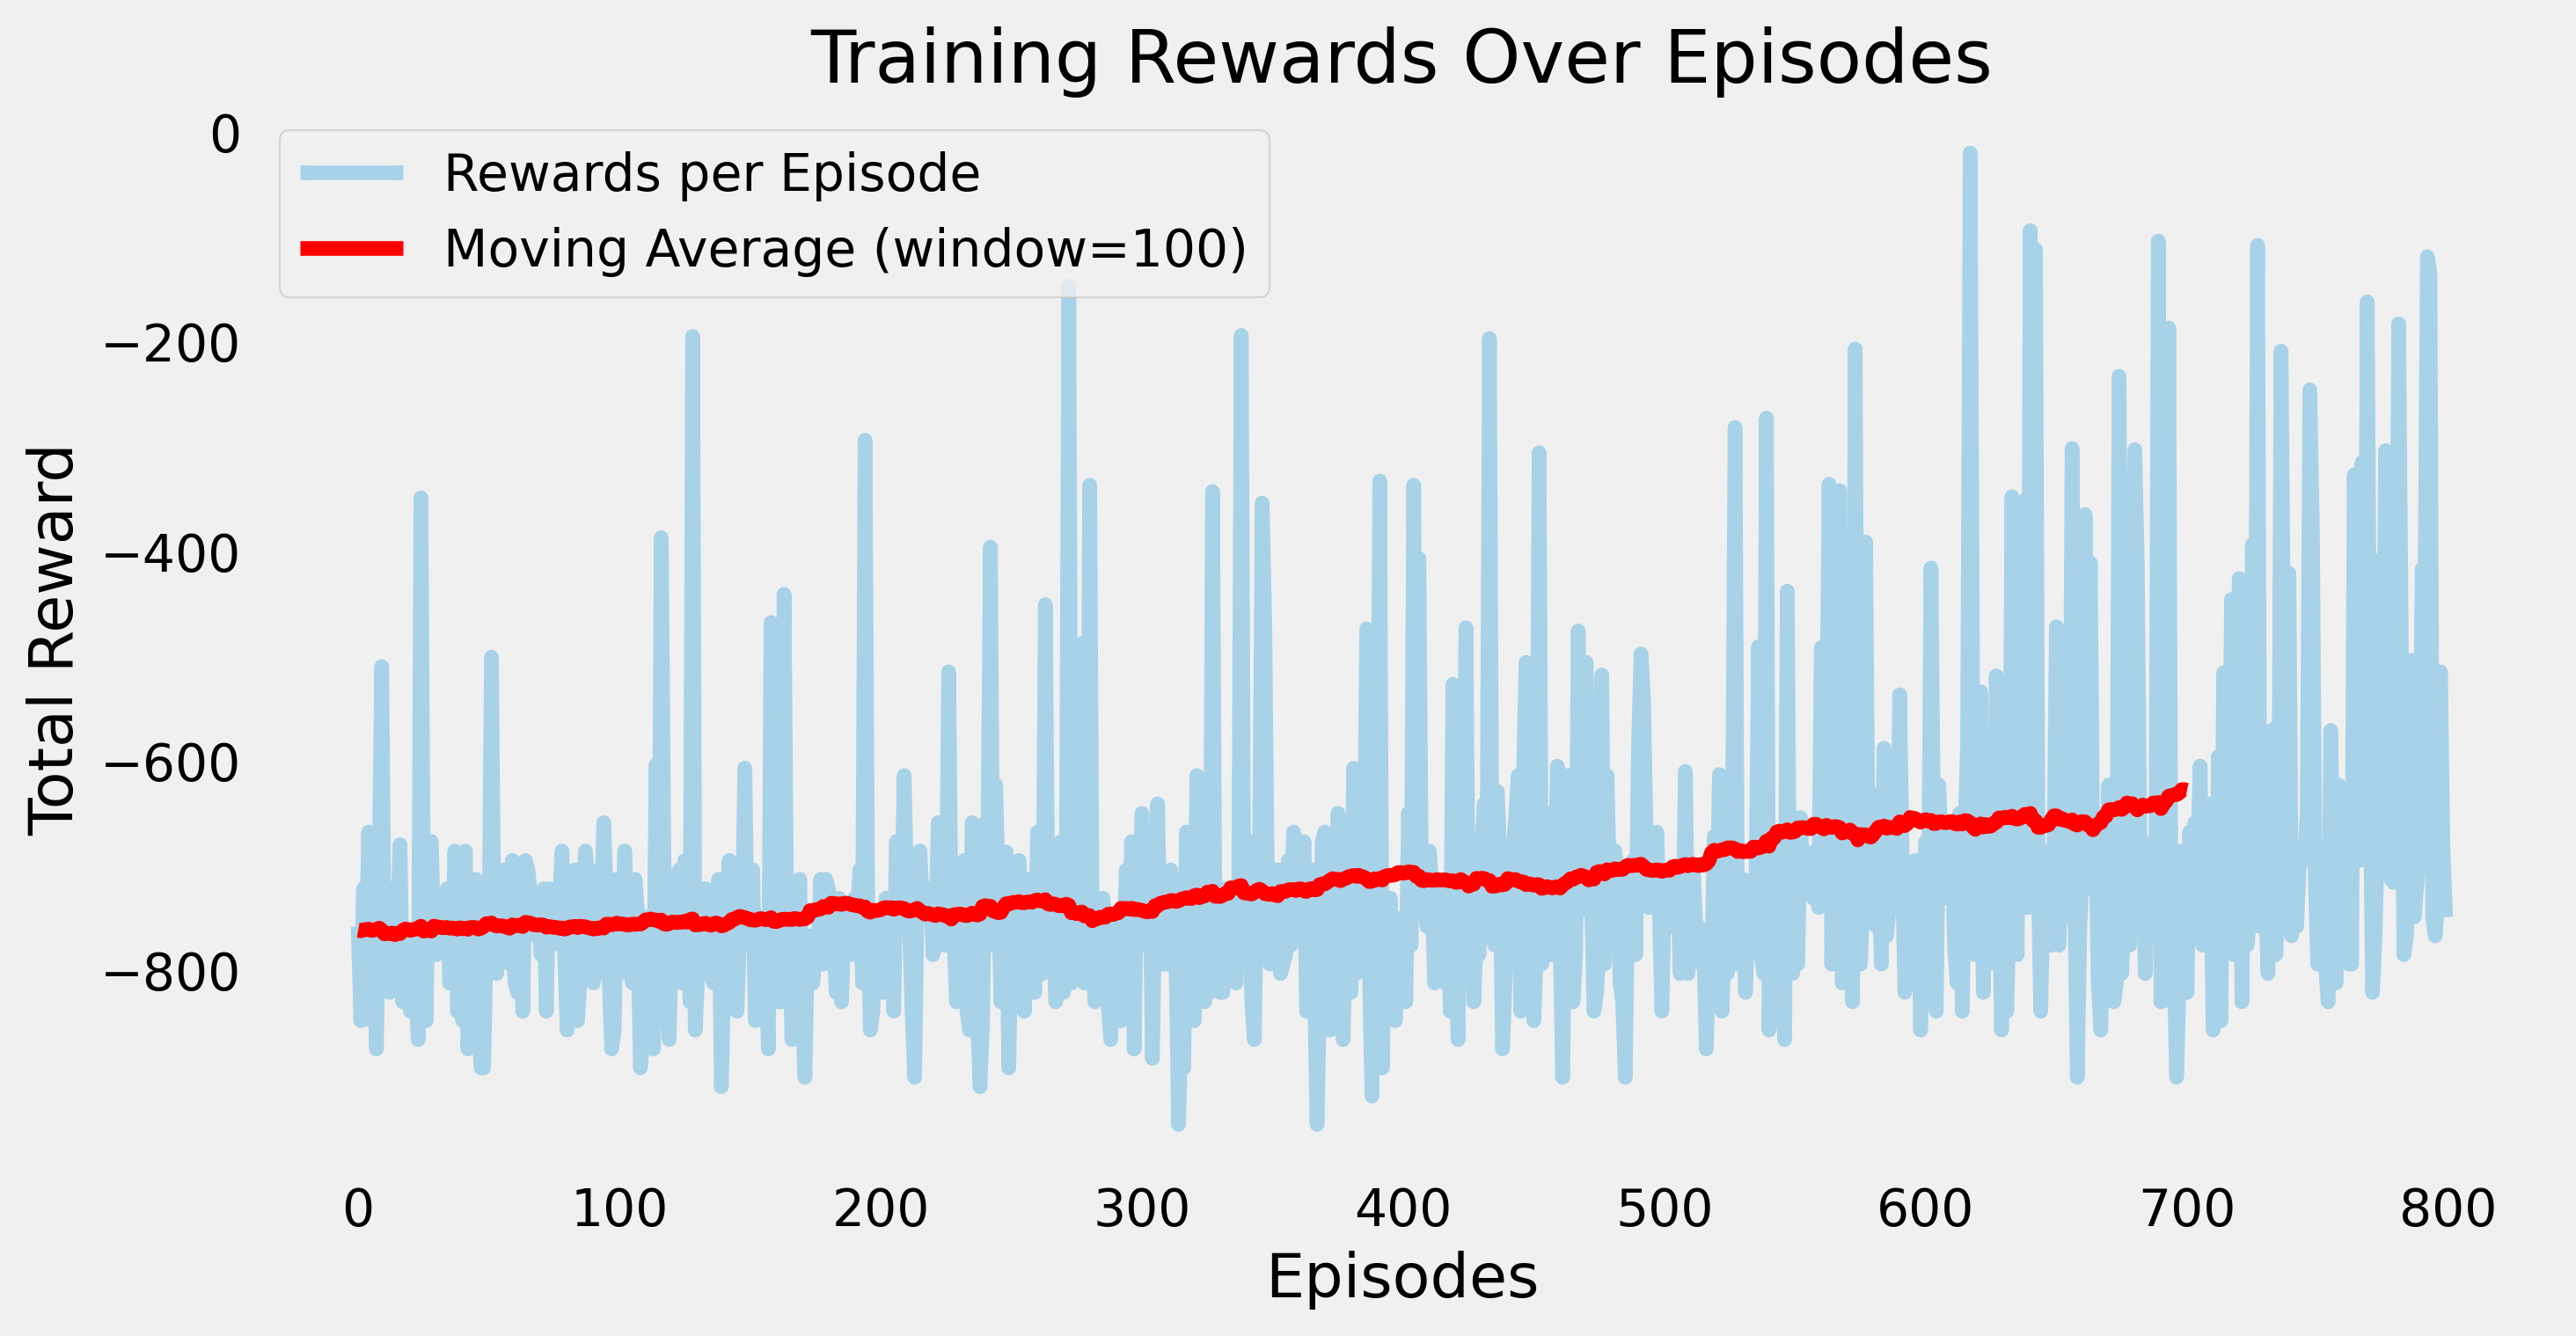 Training Rewards Over Episodes
Rewards per Episode
Moving Average (window=100)
Total Reward
0
−200
−400
−600
−800
0 100 200 300 400 500 600 700 800
Episodes